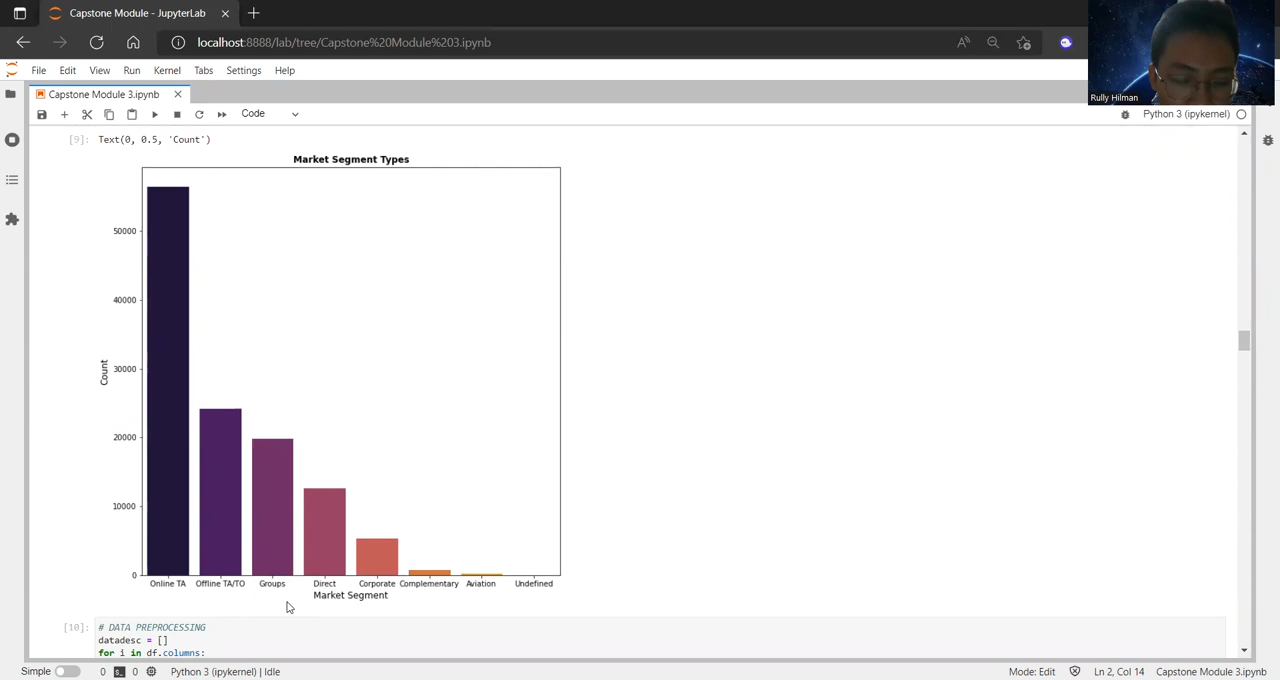 Capstone Module - JupyterLab
localhost:8888/lab/tree/Capstone%20Module%203.ipynb
Rully Hilman
File Edit View Run Kernel Tabs Settings Help
Capstone Module 3.ipynb
Code
Python 3 (ipykernel)
[9]: Text(0, 0.5, 'Count')
Market Segment Types
50000
40000
30000
20000
10000
0
Count
Online TA Offline TA/TO Groups Direct Corporate Complementary Aviation Undefined
Market Segment
[10]: # DATA PREPROCESSING
datadesc = []
for i in df.columns:
Simple 0 0 Python 3 (ipykernel) | Idle Mode: Edit Ln 2, Col 14 Capstone Module 3.ipynb